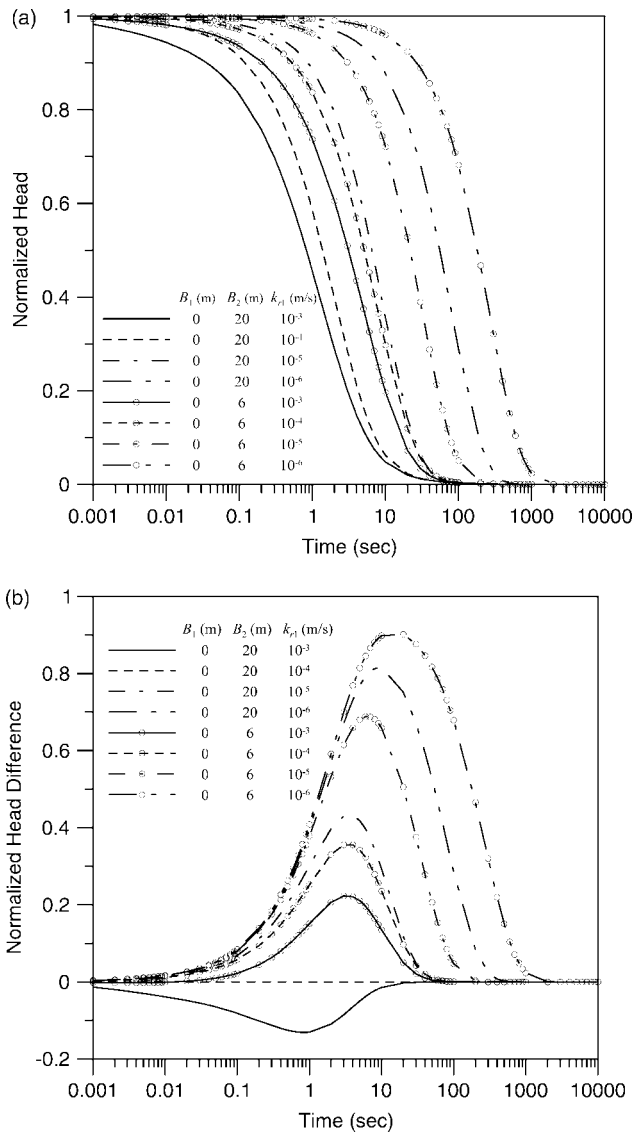 (a)
1
0.8
0.6
0.4
0.2
0
Normalized Head
B1 (m) B2 (m) kr1 (m/s)
0 20 10-3
0 20 10-1
0 20 10-5
0 20 10-6
0 6 10-3
0 6 10-4
0 6 10-5
0 6 10-6
0.001 0.01 0.1 1 10 100 1000 10000
Time (sec)
(b)
1
0.8
0.6
0.4
0.2
0
-0.2
Normalized Head Difference
B1 (m) B2 (m) kr1 (m/s)
0 20 10-3
0 20 10-4
0 20 10-5
0 20 10-6
0 6 10-3
0 6 10-4
0 6 10-5
0 6 10-6
0.001 0.01 0.1 1 10 100 1000 10000
Time (sec)